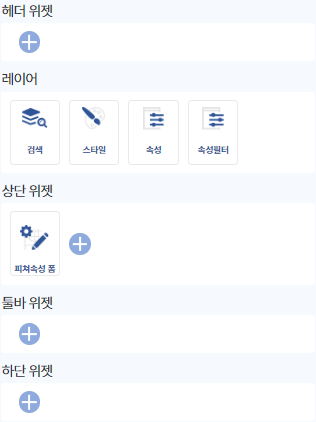 헤더 위젯
레이어
검색
스타일
속성
속성필터
상단 위젯
피쳐속성 폼
툴바 위젯
하단 위젯